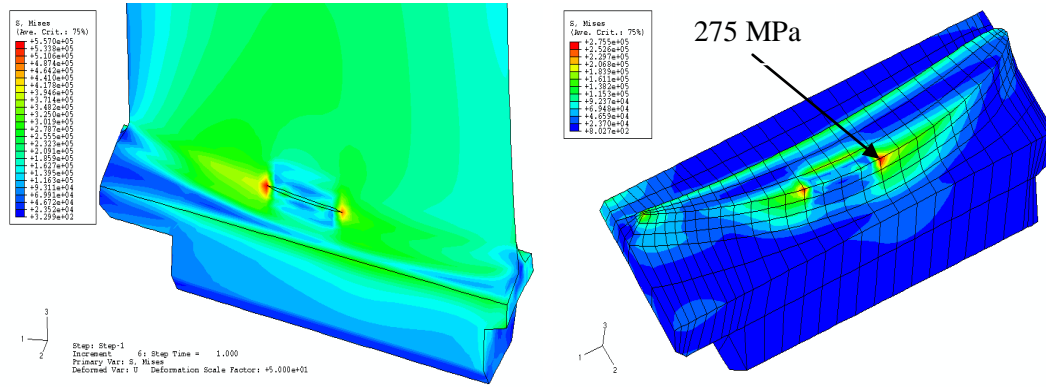 S, Mises
(Ave. Crit.: 75%)
+5.570e+05
+5.338e+05
+5.106e+05
+4.874e+05
+4.642e+05
+4.410e+05
+4.178e+05
+3.946e+05
+3.714e+05
+3.482e+05
+3.250e+05
+3.019e+05
+2.787e+05
+2.555e+05
+2.323e+05
+2.091e+05
+1.859e+05
+1.627e+05
+1.395e+05
+1.163e+05
+9.311e+04
+6.991e+04
+4.672e+04
+2.352e+04
+3.299e+02
3
1
2
Step: Step-1
Increment 6: Step Time = 1.000
Primary Var: S, Mises
Deformed Var: U Deformation Scale Factor: +5.000e+01
S, Mises
(Ave. Crit.: 75%)
+2.755e+05
+2.526e+05
+2.297e+05
+2.068e+05
+1.839e+05
+1.611e+05
+1.382e+05
+1.153e+05
+9.237e+04
+6.948e+04
+4.659e+04
+2.370e+04
+8.027e+02
275 MPa
3
1
2